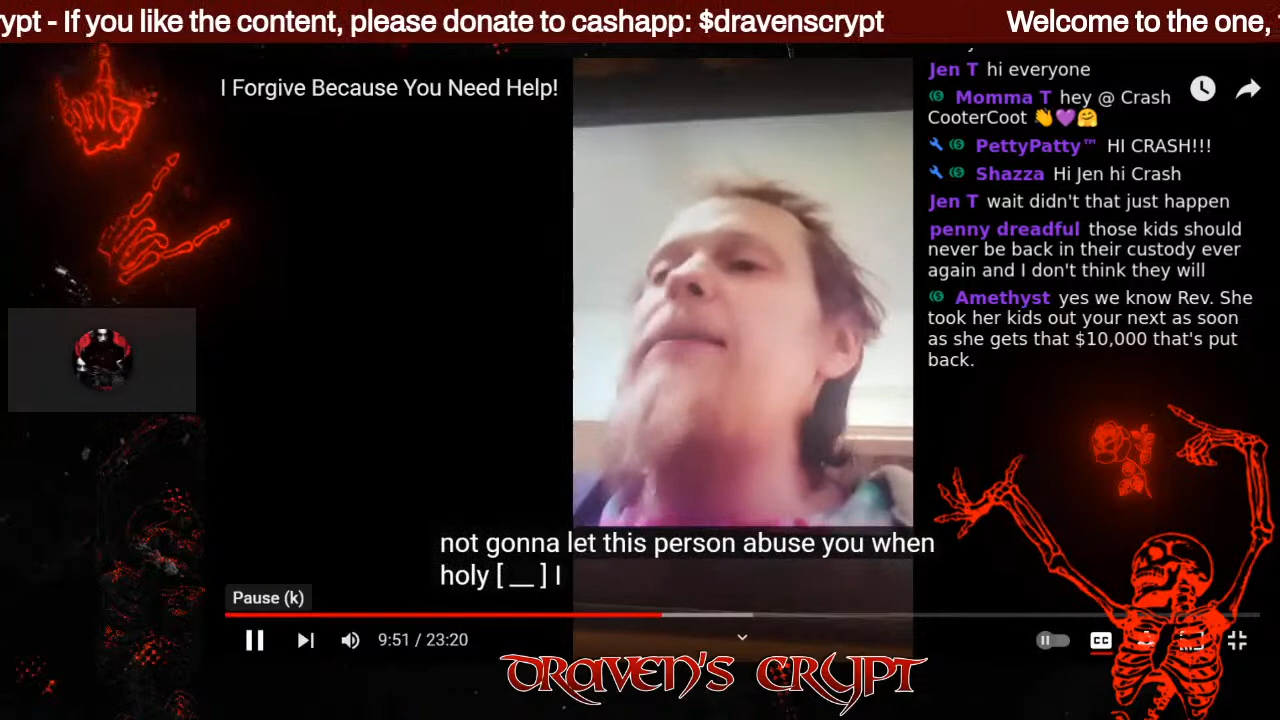 ypt - If you like the content, please donate to cashapp: $dravenscrypt
Welcome to the one,
I Forgive Because You Need Help!
Jen T hi everyone
Momma T hey @ Crash
CooterCoot 👋💜🤗
PettyPatty™ HI CRASH!!!
Shazza Hi Jen hi Crash
Jen T wait didn't that just happen
penny dreadful those kids should
never be back in their custody ever
again and I don't think they will
Amethyst yes we know Rev. She
took her kids out your next as soon
as she gets that $10,000 that's put
back.
not gonna let this person abuse you when
holy [ __ ] I
Pause (k)
9:51 / 23:20
CC
DRAVEN'S CRYPT